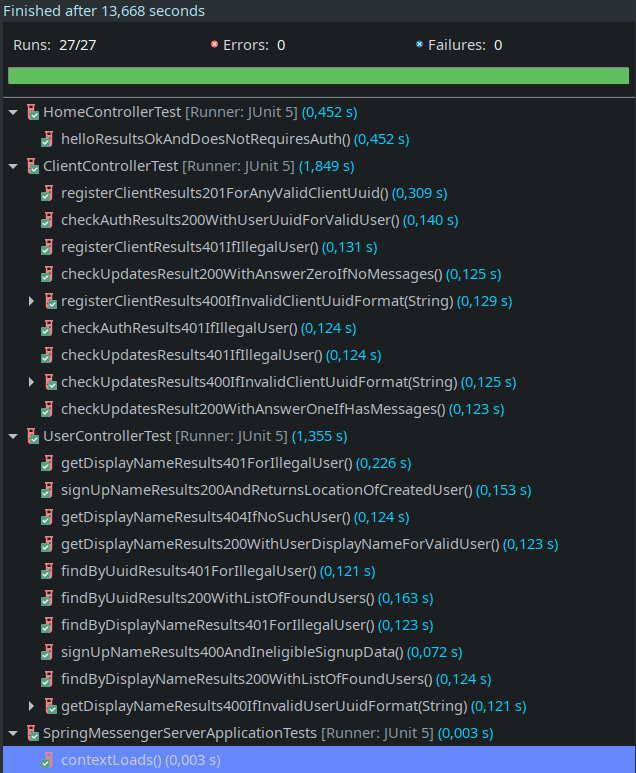 Finished after 13,668 seconds
Runs: 27/27 Errors: 0 Failures: 0
HomeControllerTest [Runner: JUnit 5] (0,452 s)
helloResultsOkAndDoesNotRequiresAuth() (0,452 s)
ClientControllerTest [Runner: JUnit 5] (1,849 s)
registerClientResults201ForAnyValidClientUuid() (0,309 s)
checkAuthResults200WithUserUuidForValidUser() (0,140 s)
registerClientResults401IfIllegalUser() (0,131 s)
checkUpdatesResult200WithAnswerZeroIfNoMessages() (0,125 s)
registerClientResults400IfInvalidClientUuidFormat(String) (0,129 s)
checkAuthResults401IfIllegalUser() (0,124 s)
checkUpdatesResults401IfIllegalUser() (0,124 s)
checkUpdatesResults400IfInvalidClientUuidFormat(String) (0,125 s)
checkUpdatesResult200WithAnswerOneIfHasMessages() (0,123 s)
UserControllerTest [Runner: JUnit 5] (1,355 s)
getDisplayNameResults401ForIllegalUser() (0,226 s)
signUpNameResults200AndReturnsLocationOfCreatedUser() (0,153 s)
getDisplayNameResults404IfNoSuchUser() (0,124 s)
getDisplayNameResults200WithUserDisplayNameForValidUser() (0,123 s)
findByUuidResults401ForIllegalUser() (0,121 s)
findByUuidResults200WithListOfFoundUsers() (0,163 s)
findByDisplayNameResults401ForIllegalUser() (0,123 s)
signUpNameResults400AndIneligibleSignupData() (0,072 s)
findByDisplayNameResults200WithListOfFoundUsers() (0,124 s)
getDisplayNameResults400IfInvalidUserUuidFormat(String) (0,121 s)
SpringMessengerServerApplicationTests [Runner: JUnit 5] (0,003 s)
contextLoads() (0,003 s)